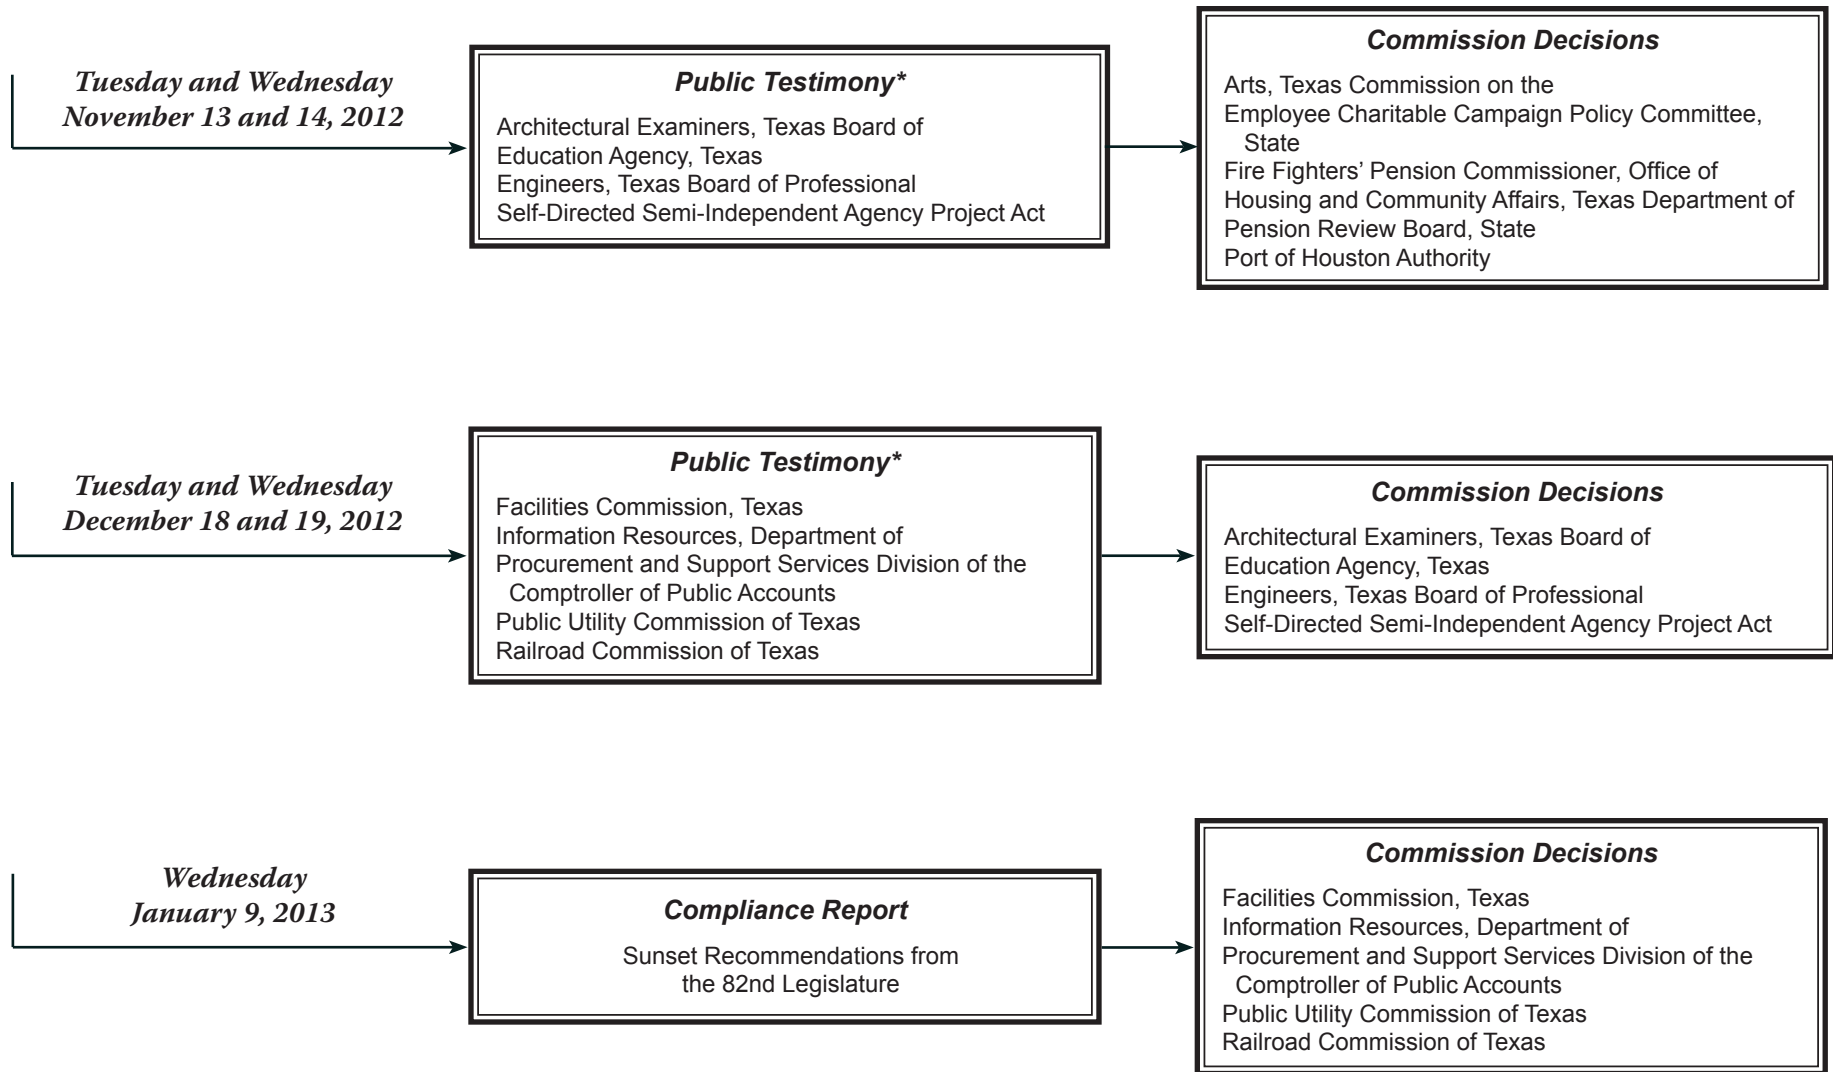 Tuesday and Wednesday
November 13 and 14, 2012
Public Testimony*
Architectural Examiners, Texas Board of
Education Agency, Texas
Engineers, Texas Board of Professional
Self-Directed Semi-Independent Agency Project Act
Commission Decisions
Arts, Texas Commission on the
Employee Charitable Campaign Policy Committee,
State
Fire Fighters’ Pension Commissioner, Office of
Housing and Community Affairs, Texas Department of
Pension Review Board, State
Port of Houston Authority
Tuesday and Wednesday
December 18 and 19, 2012
Public Testimony*
Facilities Commission, Texas
Information Resources, Department of
Procurement and Support Services Division of the
Comptroller of Public Accounts
Public Utility Commission of Texas
Railroad Commission of Texas
Commission Decisions
Architectural Examiners, Texas Board of
Education Agency, Texas
Engineers, Texas Board of Professional
Self-Directed Semi-Independent Agency Project Act
Wednesday
January 9, 2013
Compliance Report
Sunset Recommendations from
the 82nd Legislature
Commission Decisions
Facilities Commission, Texas
Information Resources, Department of
Procurement and Support Services Division of the
Comptroller of Public Accounts
Public Utility Commission of Texas
Railroad Commission of Texas